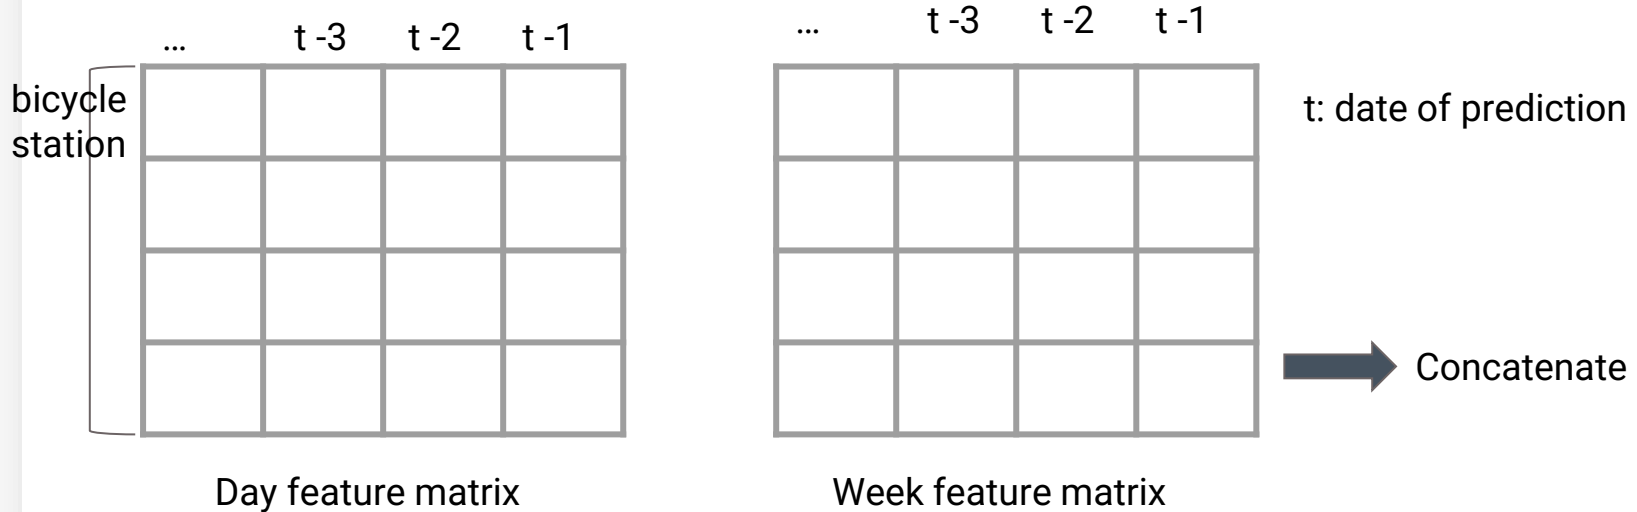 ... t -3 t -2 t -1
... t -3 t -2 t -1
bicycle
station
t: date of prediction
Concatenate
Day feature matrix
Week feature matrix